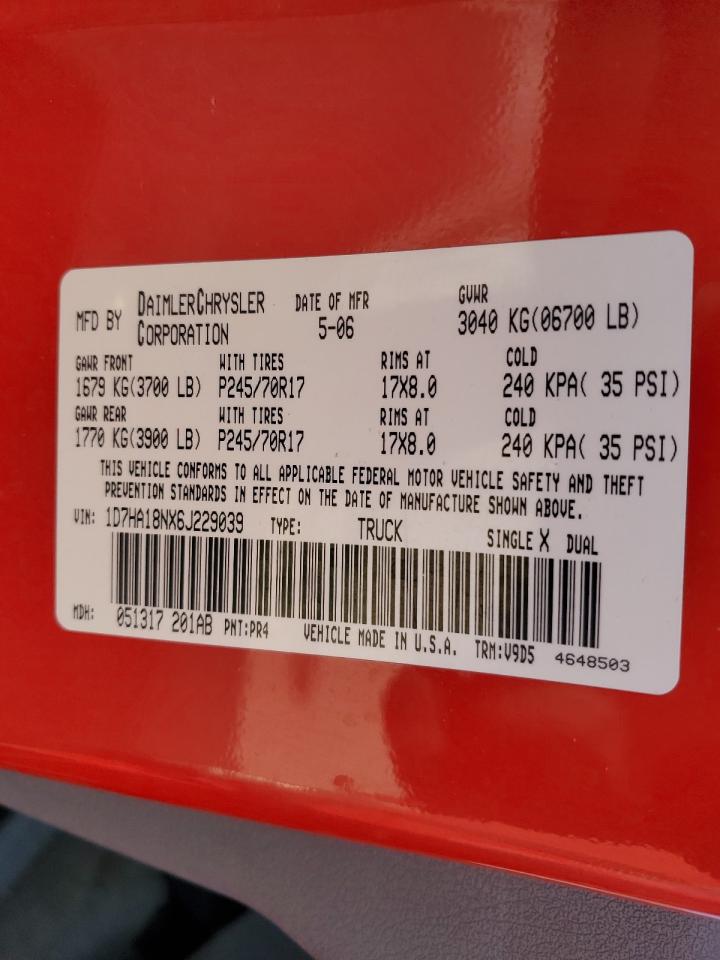 MFD BY DAIMLERCHRYSLER CORPORATION DATE OF MFR 5-06 GVWR 3040 KG(06700 LB)
GAWR FRONT WITH TIRES RIMS AT COLD
1679 KG(3700 LB) P245/70R17 17X8.0 240 KPA( 35 PSI)
GAWR REAR WITH TIRES RIMS AT COLD
1770 KG(3900 LB) P245/70R17 17X8.0 240 KPA( 35 PSI)
THIS VEHICLE CONFORMS TO ALL APPLICABLE FEDERAL MOTOR VEHICLE SAFETY AND THEFT
PREVENTION STANDARDS IN EFFECT ON THE DATE OF MANUFACTURE SHOWN ABOVE.
VIN: 1D7HA18NX6J229039 TYPE: TRUCK SINGLE X DUAL
MDH: 051317 201AB PNT:PR4 VEHICLE MADE IN U.S.A. TRM:V9D5 4648503